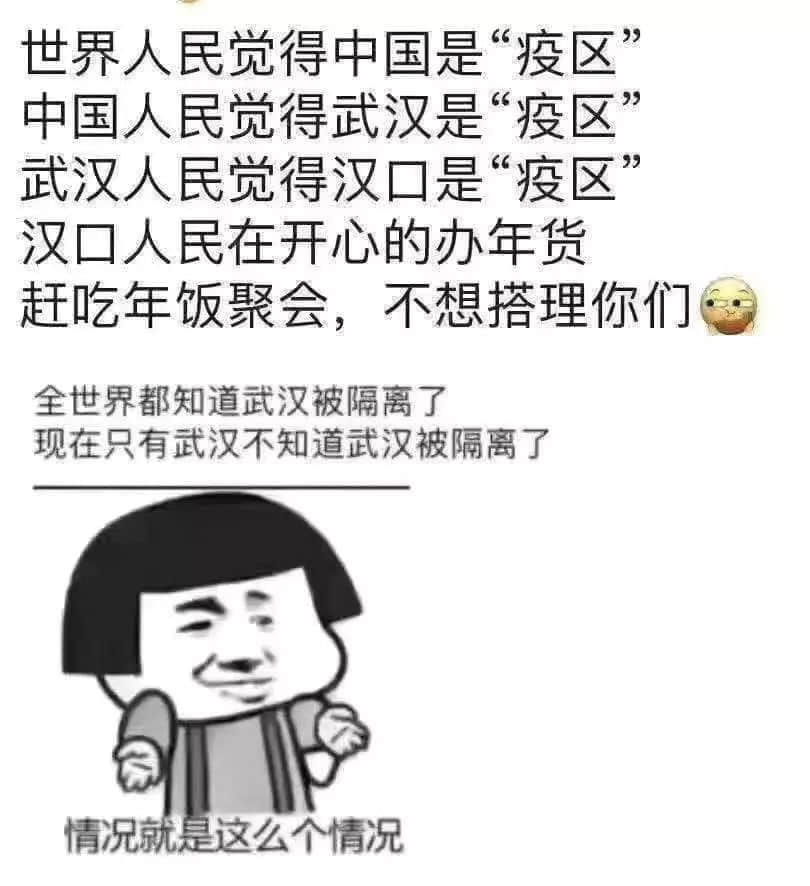 世界人民觉得中国是“疫区”
中国人民觉得武汉是“疫区”
武汉人民觉得汉口是“疫区”
汉口人民在开心的办年货
赶吃年饭聚会，不想搭理你们
全世界都知道武汉被隔离了
现在只有武汉不知道武汉被隔离了
情况就是这么个情况